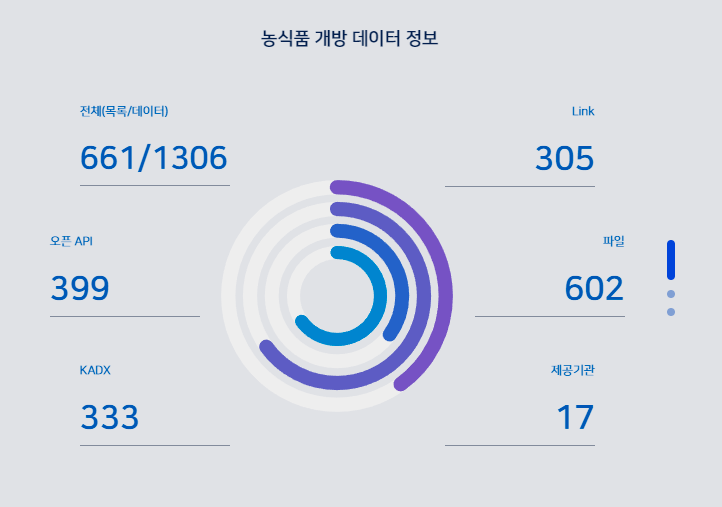 농식품 개방 데이터 정보
전체(목록/데이터)
661/1306
Link
305
오픈 API
399
파일
602
KADX
333
제공기관
17